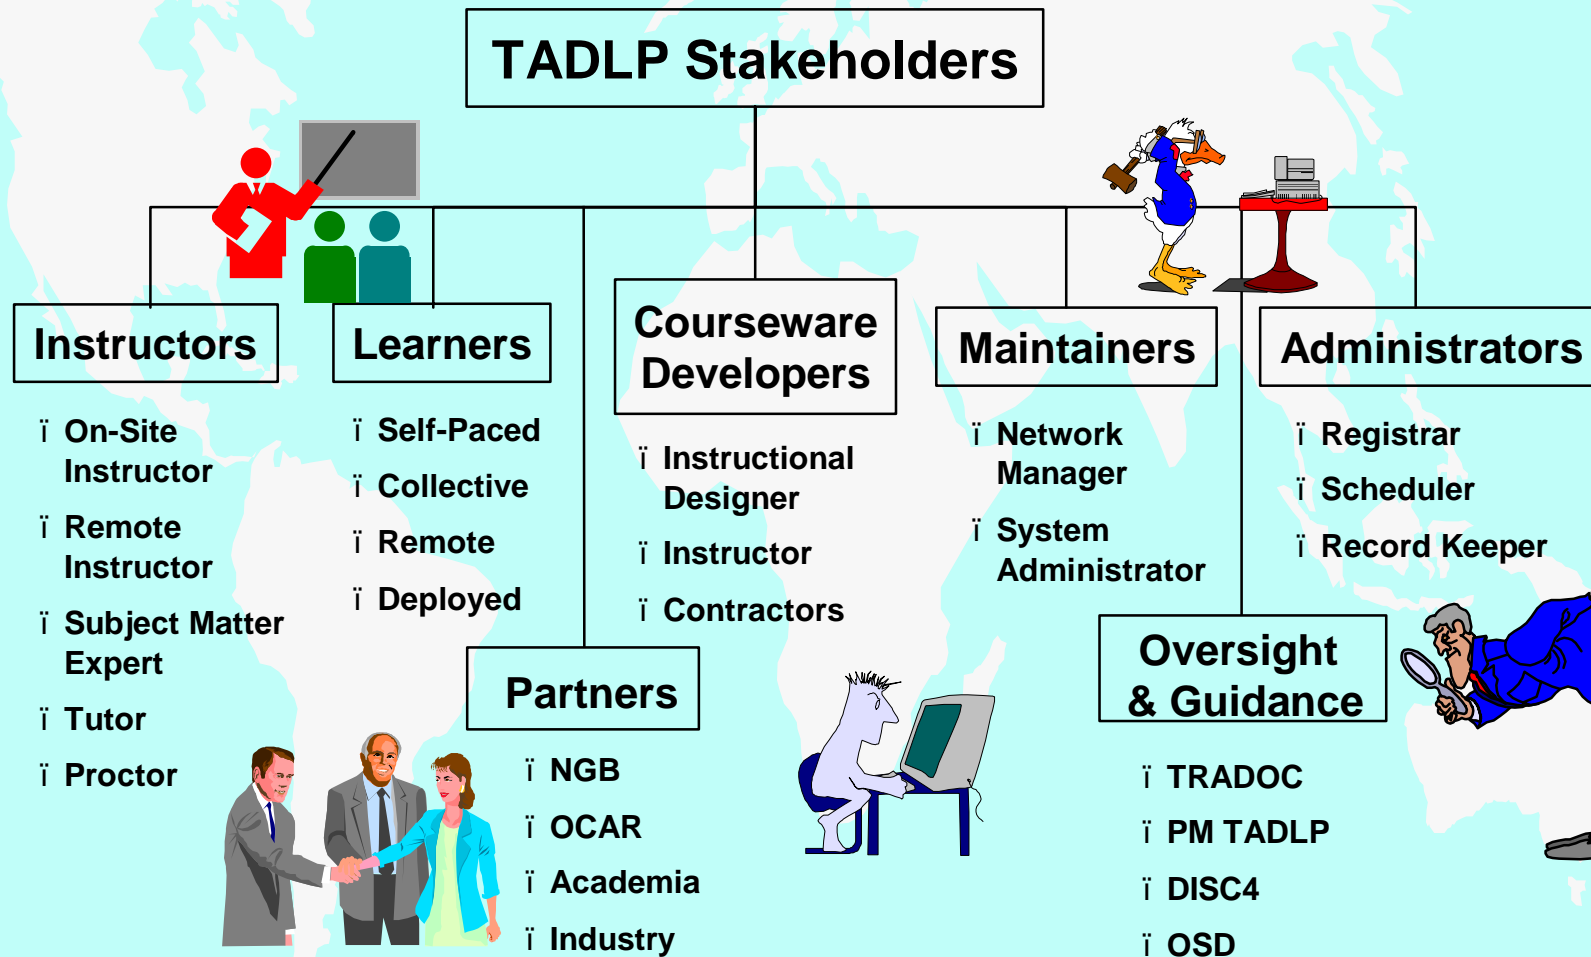 TADLP Stakeholders
Instructors
ï On-Site
Instructor
ï Remote
Instructor
ï Subject Matter
Expert
ï Tutor
ï Proctor
Learners
ï Self-Paced
ï Collective
ï Remote
ï Deployed
Partners
ï NGB
ï OCAR
ï Academia
ï Industry
Courseware
Developers
ï Instructional
Designer
ï Instructor
ï Contractors
Maintainers
ï Network
Manager
ï System
Administrator
Oversight
& Guidance
ï TRADOC
ï PM TADLP
ï DISC4
ï OSD
Administrators
ï Registrar
ï Scheduler
ï Record Keeper